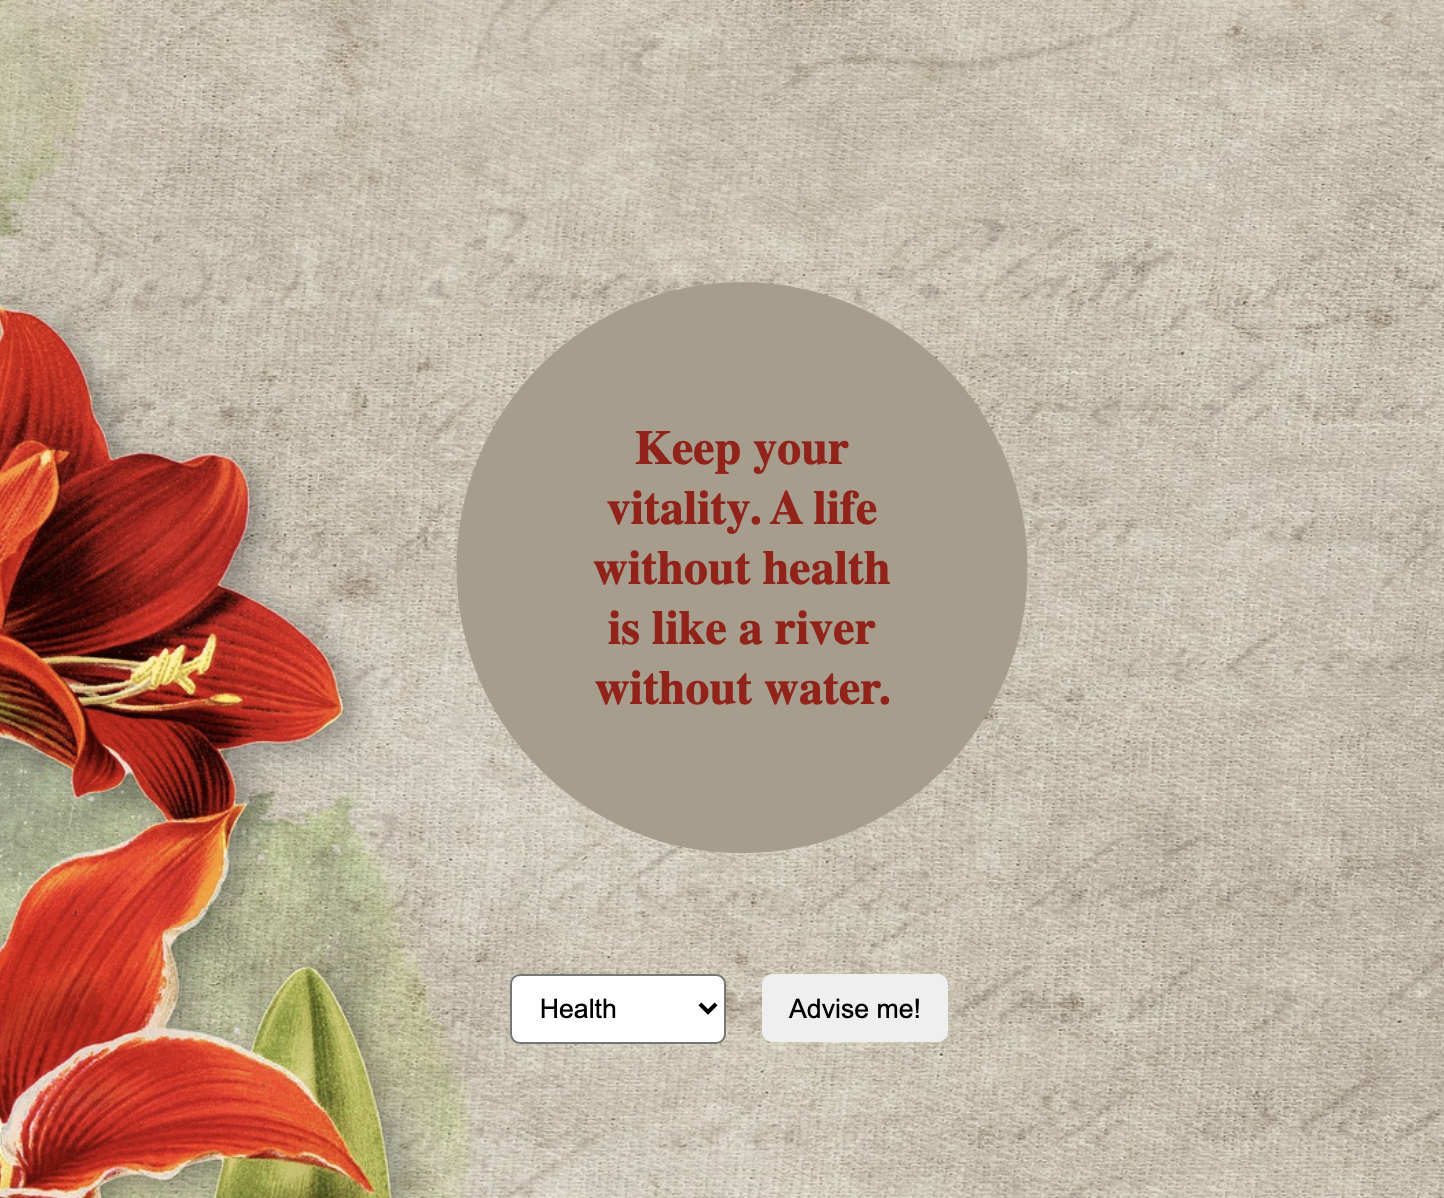 Keep your
vitality. A life
without health
is like a river
without water.
Health
Advise me!